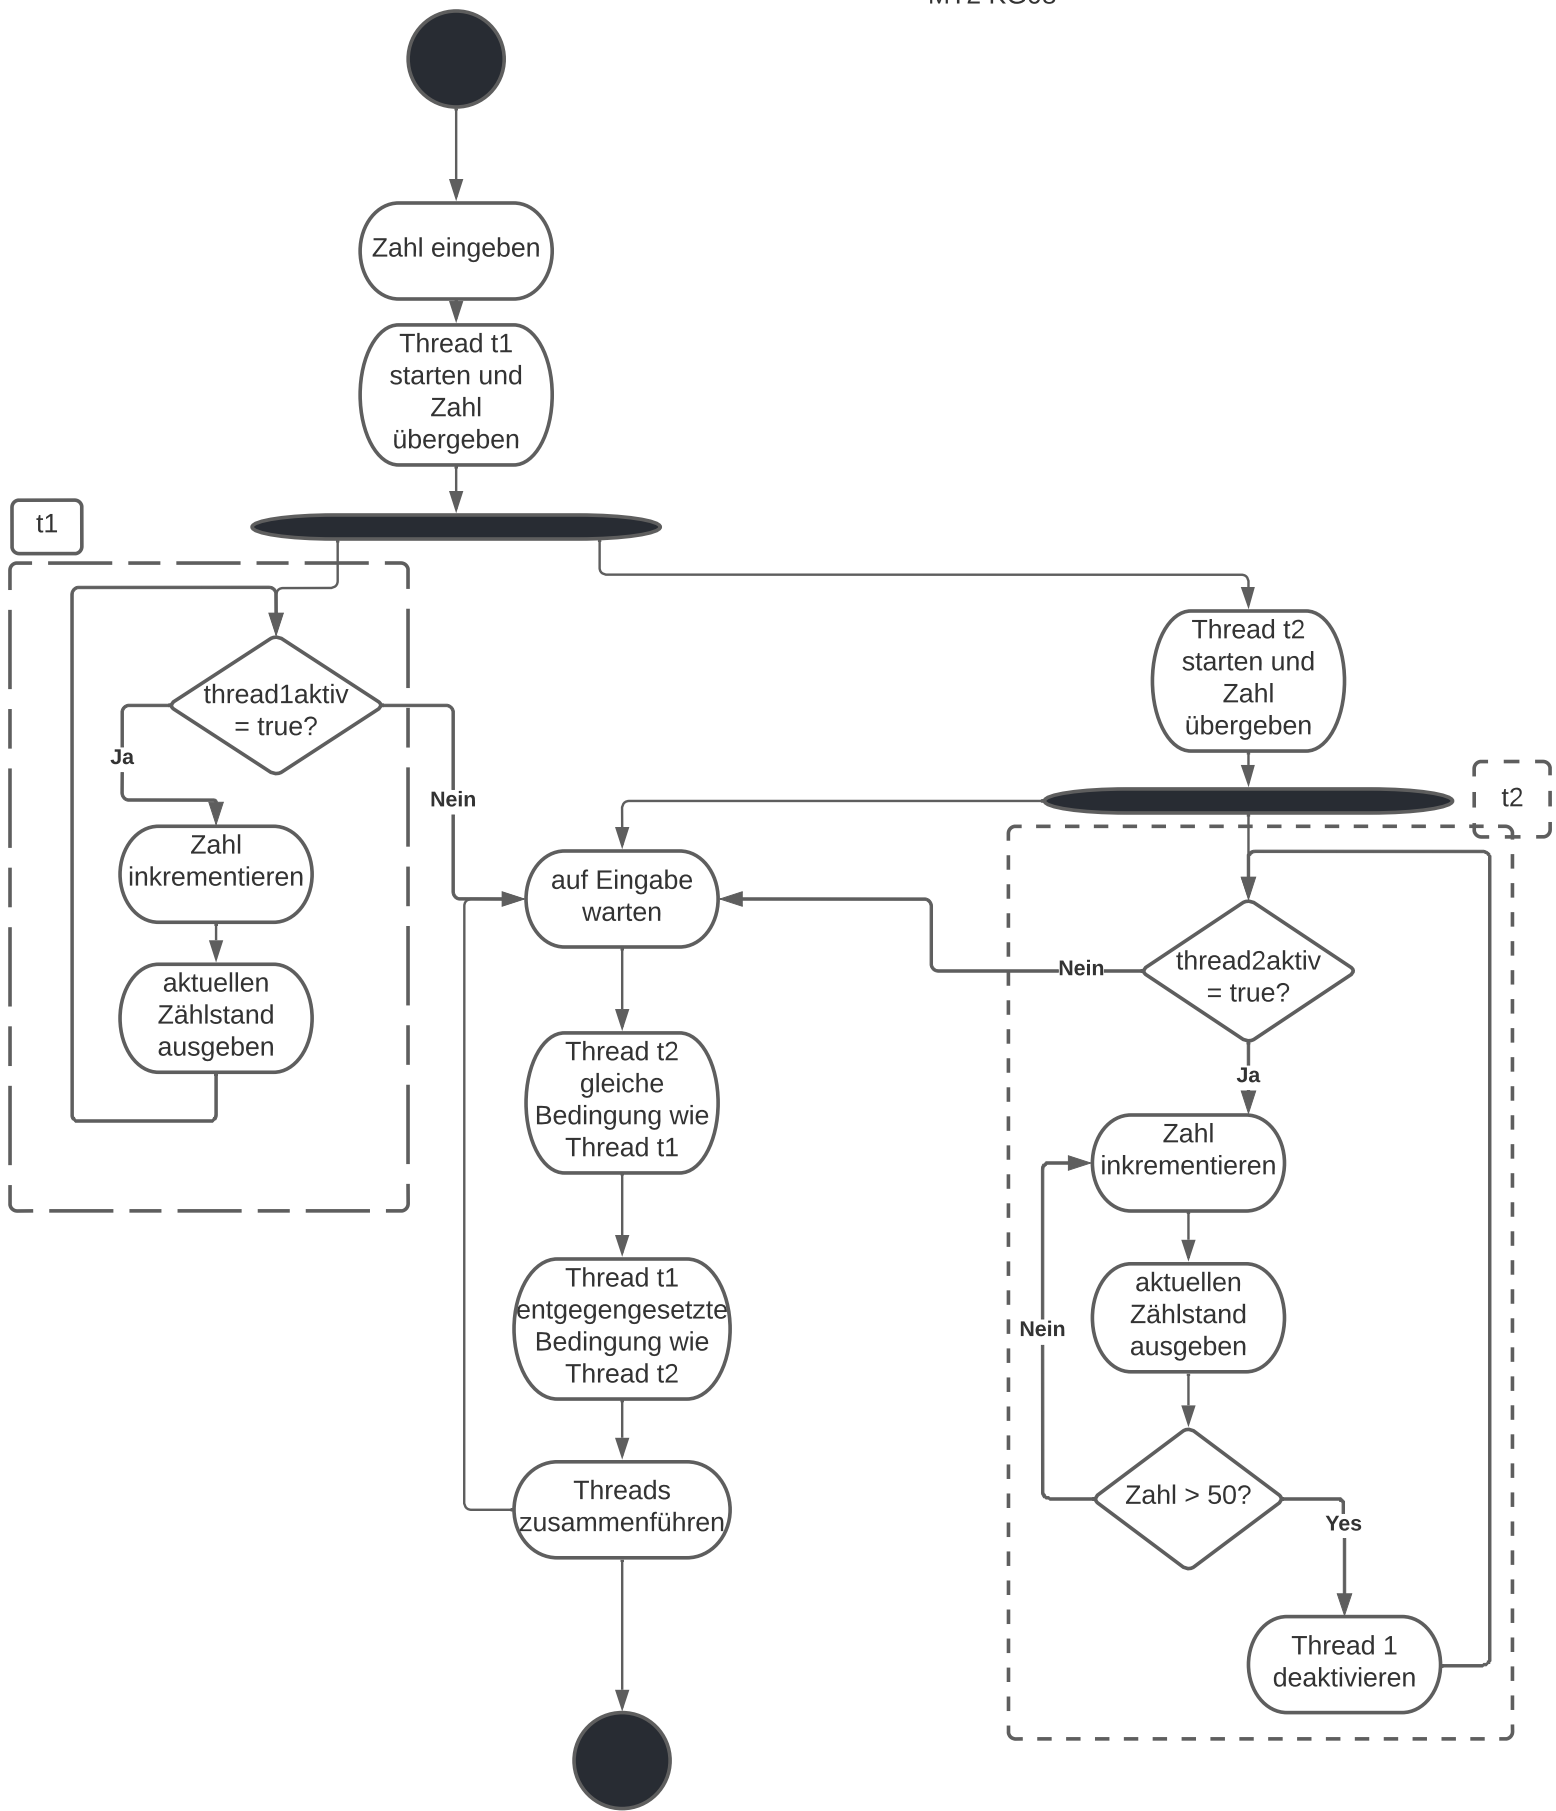 Zahl eingeben
Thread t1
starten und
Zahl
übergeben
t1
thread1aktiv
= true?
Ja
Nein
Zahl
inkrementieren
aktuellen
Zählstand
ausgeben
Thread t2
starten und
Zahl
übergeben
t2
auf Eingabe
warten
Thread t2
gleiche
Bedingung wie
Thread t1
Thread t1
entgegengesetzte
Bedingung wie
Thread t2
Threads
zusammenführen
thread2aktiv
= true?
Nein
Ja
Zahl
inkrementieren
aktuellen
Zählstand
ausgeben
Nein
Zahl > 50?
Yes
Thread 1
deaktivieren